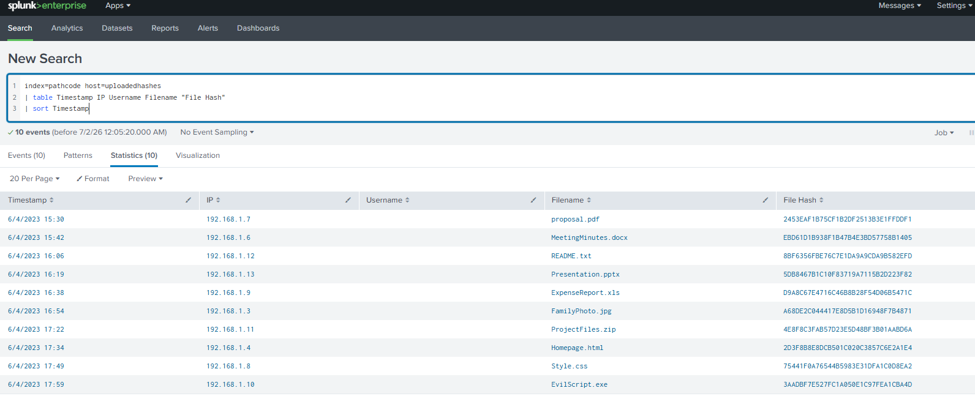 splunk>enterprise Apps Messages Settings
Search Analytics Datasets Reports Alerts Dashboards
New Search
1 index=pathcode host=uploadedhashes
2 | table Timestamp IP Username Filename "File Hash"
3 | sort Timestamp
✓ 10 events (before 7/2/26 12:05:20.000 AM) No Event Sampling Job
Events (10) Patterns Statistics (10) Visualization
20 Per Page Format Preview
Timestamp IP Username Filename File Hash
6/4/2023 15:30 192.168.1.7 proposal.pdf 2453EAF1B75CF1B2DF2513B3E1FFDDF1
6/4/2023 15:42 192.168.1.6 MeetingMinutes.docx EBD61D1B938F1B47B4E3BD57758B1405
6/4/2023 16:06 192.168.1.12 README.txt 8BF6356FBE76C7E1DA9A9CDA9B582EFD
6/4/2023 16:19 192.168.1.13 Presentation.pptx 5DB8467B1C10F83719A7115B2D223F82
6/4/2023 16:38 192.168.1.9 ExpenseReport.xls D9A8C67E4716C46B8B28F54D06B5471C
6/4/2023 16:54 192.168.1.3 FamilyPhoto.jpg A68DE2C044417E8D5B1D16948F7B4871
6/4/2023 17:22 192.168.1.11 ProjectFiles.zip 4E8F8C3FAB57D23E5D48BF3B01AABD6A
6/4/2023 17:34 192.168.1.4 Homepage.html 2D3F8B8E8DCB501C020C3857C6E2A1E4
6/4/2023 17:49 192.168.1.8 Style.css 75441F0A76544B5983E31DFA1C0D8EA2
6/4/2023 17:59 192.168.1.10 EvilScript.exe 3AADBF7E527FC1A050E1C97FEA1CBA4D